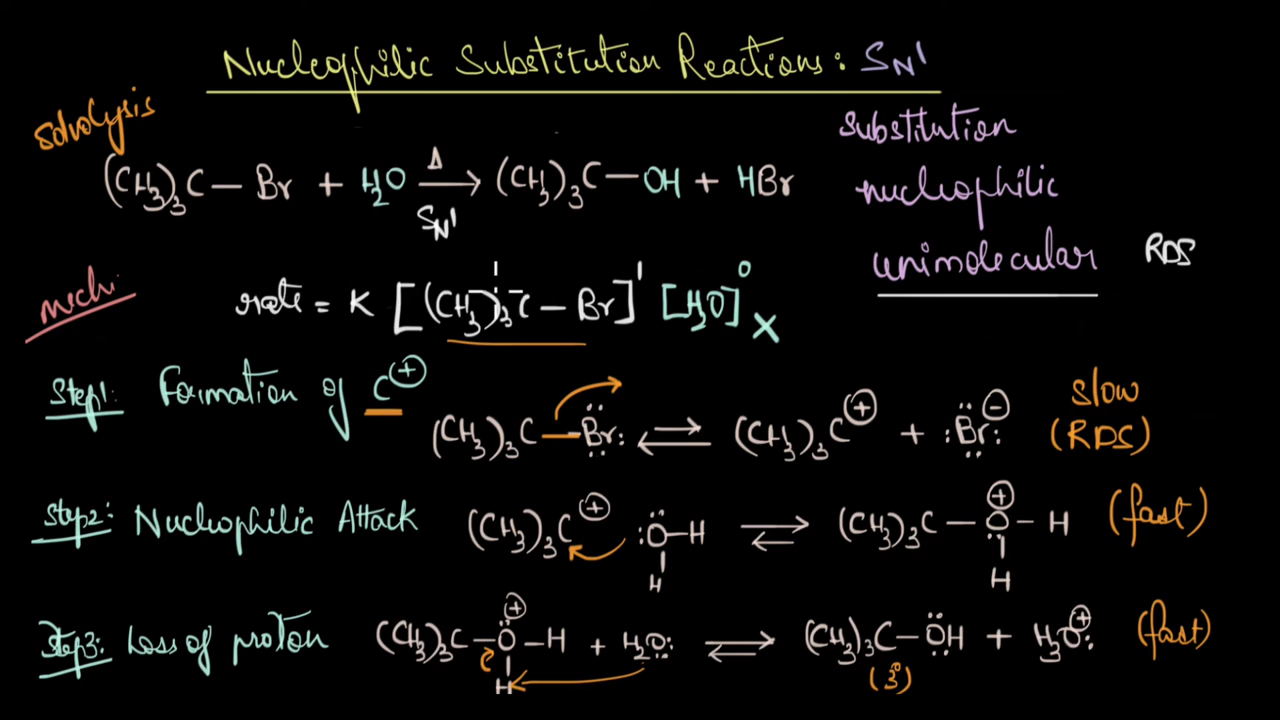 Nucleophilic Substitution Reactions: SN1
solvolysis
substitution
nucleophilic
unimolecular RDS
(CH3)3C — Br + H2O →(Δ, SN1) (CH3)3C — OH + HBr
mech:
rate = K [(CH3)3C — Br]¹ [H2O]⁰ X
Step1: Formation of C⊕
(CH3)3C — Br: ⇌ (CH3)3C⊕ + :Br:⊖ slow (RDS)
Step2: Nucleophilic Attack (CH3)3C⊕ :O—H H ⇌ (CH3)3C — O⊕ — H H (fast)
Step3: Loss of proton (CH3)3C — O⊕ — H H + H2O: ⇌ (CH3)3C — OH + H3O⊕: (fast)
(3°)